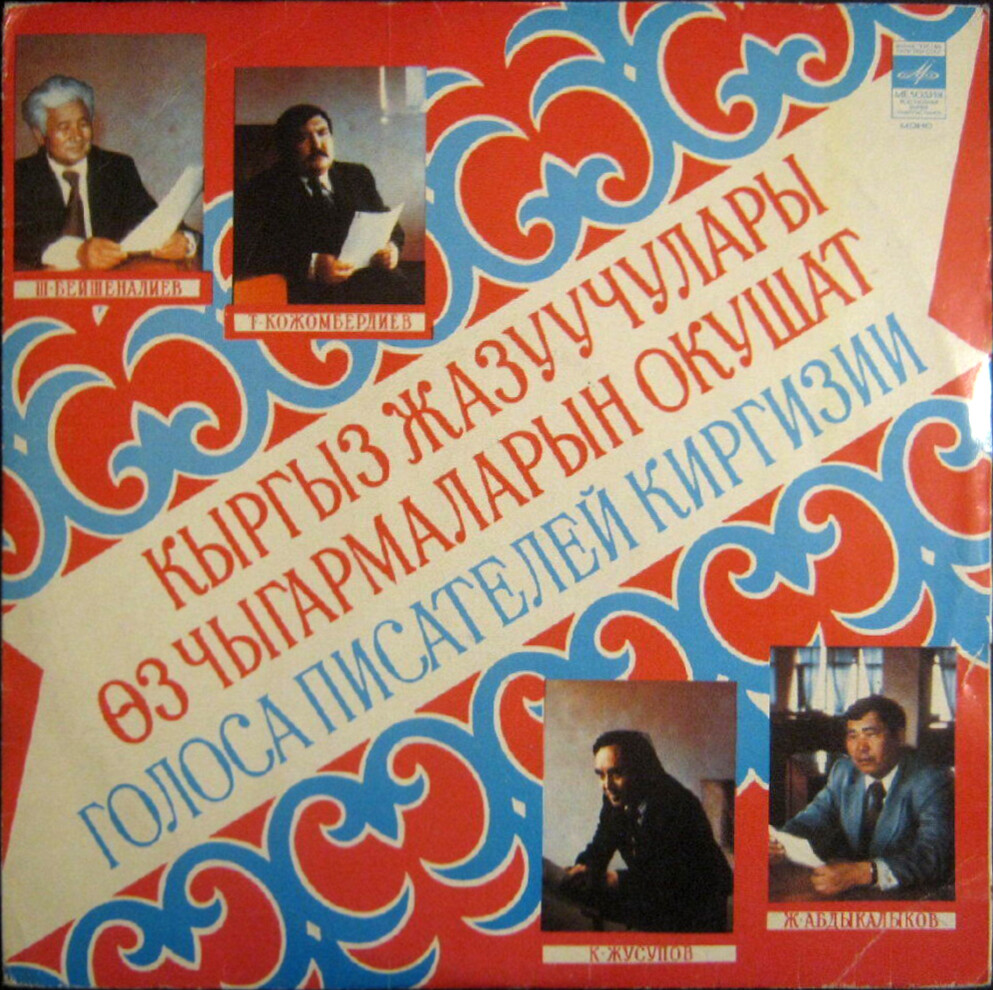 МЕЛОДИЯ
МОНО
Ш·БЕЙШЕНАЛИЕВ
Т·КОЖОМБЕРДИЕВ
КЫРГЫЗ ЖАЗУУЧУЛАРЫ
ӨЗ ЧЫГАРМАЛАРЫН ОКУШАТ
ГОЛОСА ПИСАТЕЛЕЙ КИРГИЗИИ
К·ЖУСУПОВ
Ж·АБДЫКАЛЫКОВ